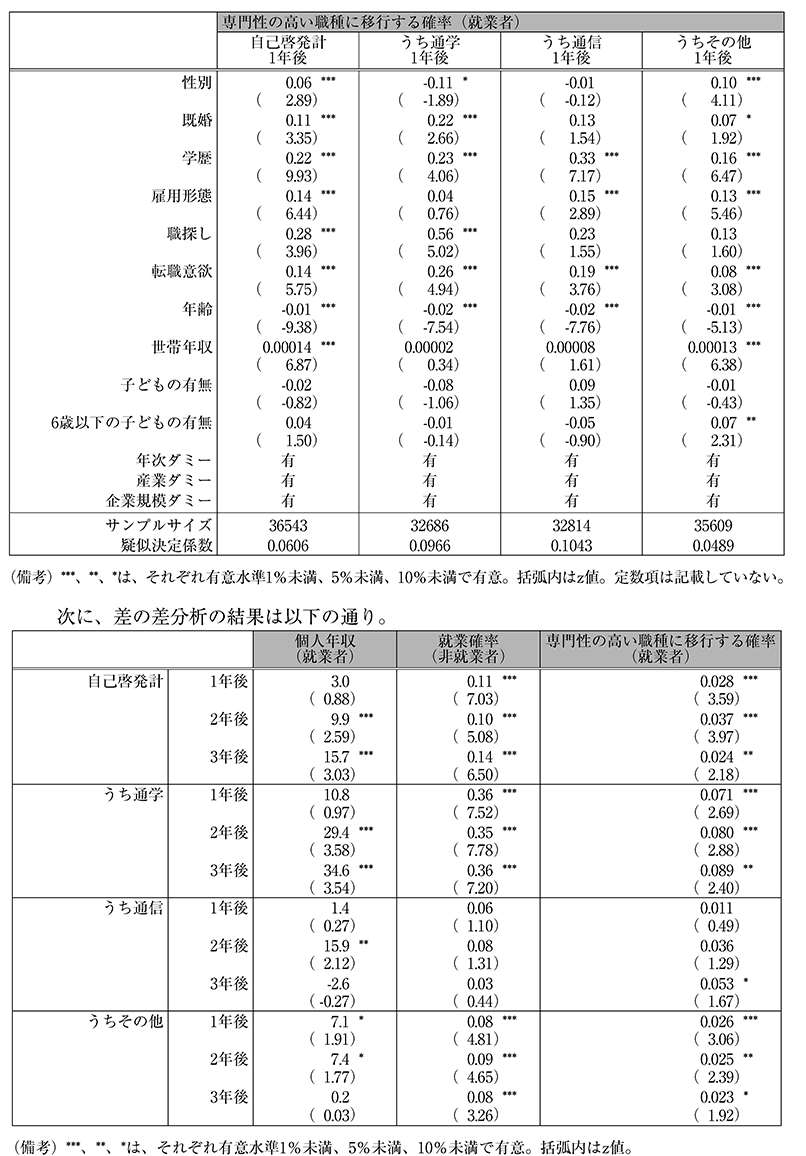 専門性の高い職種に移行する確率（就業者）
自己啓発計 うち通学 うち通信 うちその他
1年後 1年後 1年後 1年後
性別 0.06 *** -0.11 * -0.01 0.10 ***
( 2.89) ( -1.89) ( -0.12) ( 4.11)
既婚 0.11 *** 0.22 *** 0.13 0.07 *
( 3.35) ( 2.66) ( 1.54) ( 1.92)
学歴 0.22 *** 0.23 *** 0.33 *** 0.16 ***
( 9.93) ( 4.06) ( 7.17) ( 6.47)
雇用形態 0.14 *** 0.04 0.15 *** 0.13 ***
( 6.44) ( 0.76) ( 2.89) ( 5.46)
職探し 0.28 *** 0.56 *** 0.23 0.13
( 3.96) ( 5.02) ( 1.55) ( 1.60)
転職意欲 0.14 *** 0.26 *** 0.19 *** 0.08 ***
( 5.75) ( 4.94) ( 3.76) ( 3.08)
年齢 -0.01 *** -0.02 *** -0.02 *** -0.01 ***
( -9.38) ( -7.54) ( -7.76) ( -5.13)
世帯年収 0.00014 *** 0.00002 0.00008 0.00013 ***
( 6.87) ( 0.34) ( 1.61) ( 6.38)
子どもの有無 -0.02 -0.08 0.09 -0.01
( -0.82) ( -1.06) ( 1.35) ( -0.43)
6歳以下の子どもの有無 0.04 -0.01 -0.05 0.07 **
( 1.50) ( -0.14) ( -0.90) ( 2.31)
年次ダミー 有 有 有 有
産業ダミー 有 有 有 有
企業規模ダミー 有 有 有 有
サンプルサイズ 36543 32686 32814 35609
疑似決定係数 0.0606 0.0966 0.1043 0.0489
（備考）***、**、*は、それぞれ有意水準1％未満、5％未満、10％未満で有意。括弧内はz値。定数項は記載していない。
次に、差の差分析の結果は以下の通り。
個人年収 就業確率 専門性の高い職種に移行する確率
（就業者） （非就業者） （就業者）
自己啓発計 1年後 3.0 0.11 *** 0.028 ***
( 0.88) ( 7.03) ( 3.59)
2年後 9.9 *** 0.10 *** 0.037 ***
( 2.59) ( 5.08) ( 3.97)
3年後 15.7 *** 0.14 *** 0.024 **
( 3.03) ( 6.50) ( 2.18)
うち通学 1年後 10.8 0.36 *** 0.071 ***
( 0.97) ( 7.52) ( 2.69)
2年後 29.4 *** 0.35 *** 0.080 ***
( 3.58) ( 7.78) ( 2.88)
3年後 34.6 *** 0.36 *** 0.089 **
( 3.54) ( 7.20) ( 2.40)
うち通信 1年後 1.4 0.06 0.011
( 0.27) ( 1.10) ( 0.49)
2年後 15.9 ** 0.08 0.036
( 2.12) ( 1.31) ( 1.29)
3年後 -2.6 0.03 0.053 *
( -0.27) ( 0.44) ( 1.67)
うちその他 1年後 7.1 * 0.08 *** 0.026 ***
( 1.91) ( 4.81) ( 3.06)
2年後 7.4 * 0.09 *** 0.025 **
( 1.77) ( 4.65) ( 2.39)
3年後 0.2 0.08 *** 0.023 *
( 0.03) ( 3.26) ( 1.92)
（備考）***、**、*は、それぞれ有意水準1％未満、5％未満、10％未満で有意。括弧内はz値。